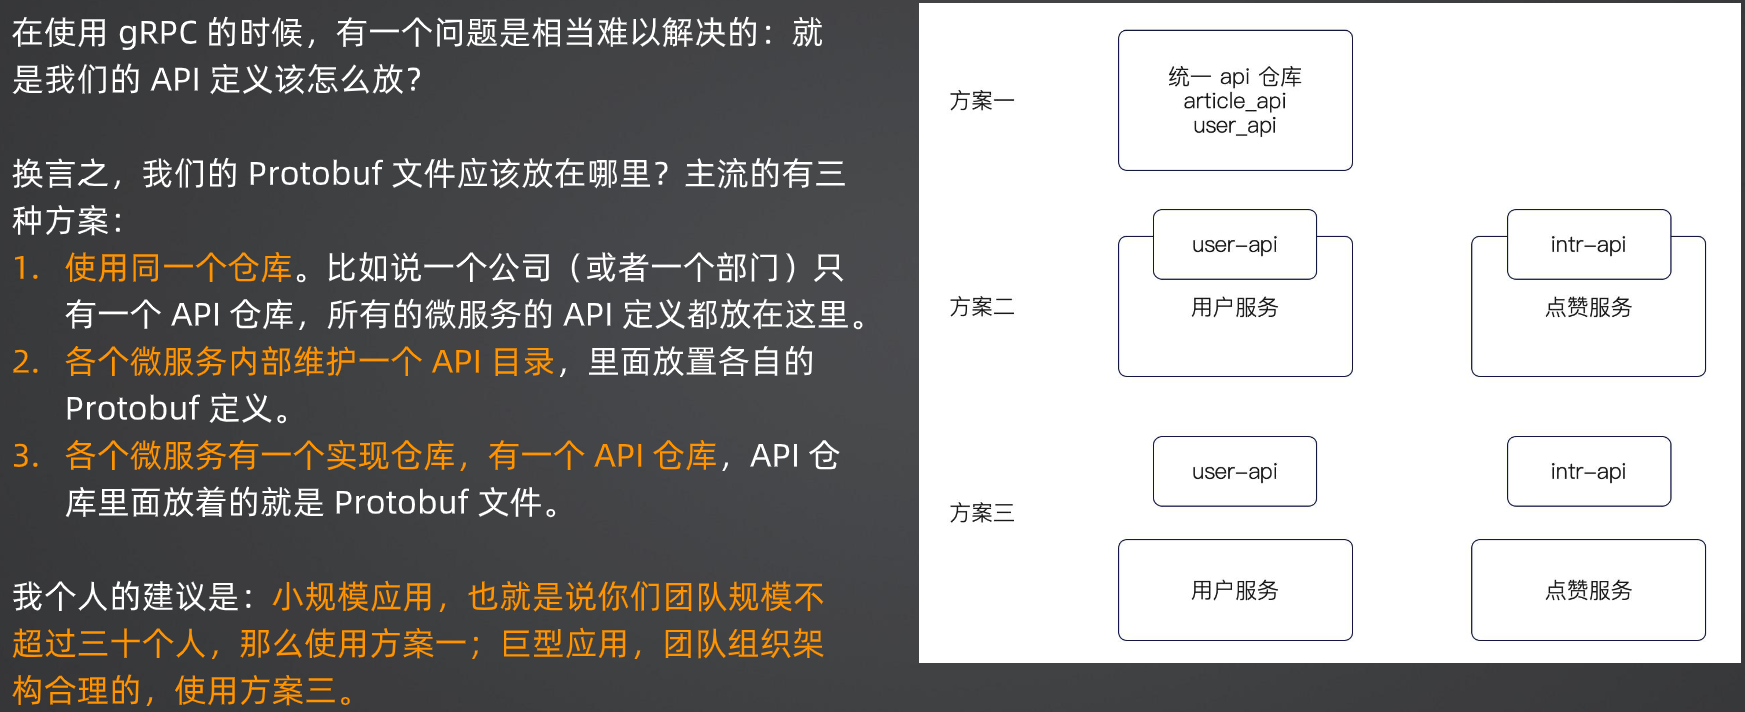 在使用 gRPC 的时候，有一个问题是相当难以解决的：就
是我们的 API 定义该怎么放？
换言之，我们的 Protobuf 文件应该放在哪里？主流的有三
种方案：
1. 使用同一个仓库。比如说一个公司（或者一个部门）只
有一个 API 仓库，所有的微服务的 API 定义都放在这里。
2. 各个微服务内部维护一个 API 目录，里面放置各自的
Protobuf 定义。
3. 各个微服务有一个实现仓库，有一个 API 仓库，API 仓
库里面放着的就是 Protobuf 文件。
我个人的建议是：小规模应用，也就是说你们团队规模不
超过三十个人，那么使用方案一；巨型应用，团队组织架
构合理的，使用方案三。
方案一
统一 api 仓库
article_api
user_api
方案二
user-api
用户服务
intr-api
点赞服务
方案三
user-api
intr-api
用户服务
点赞服务